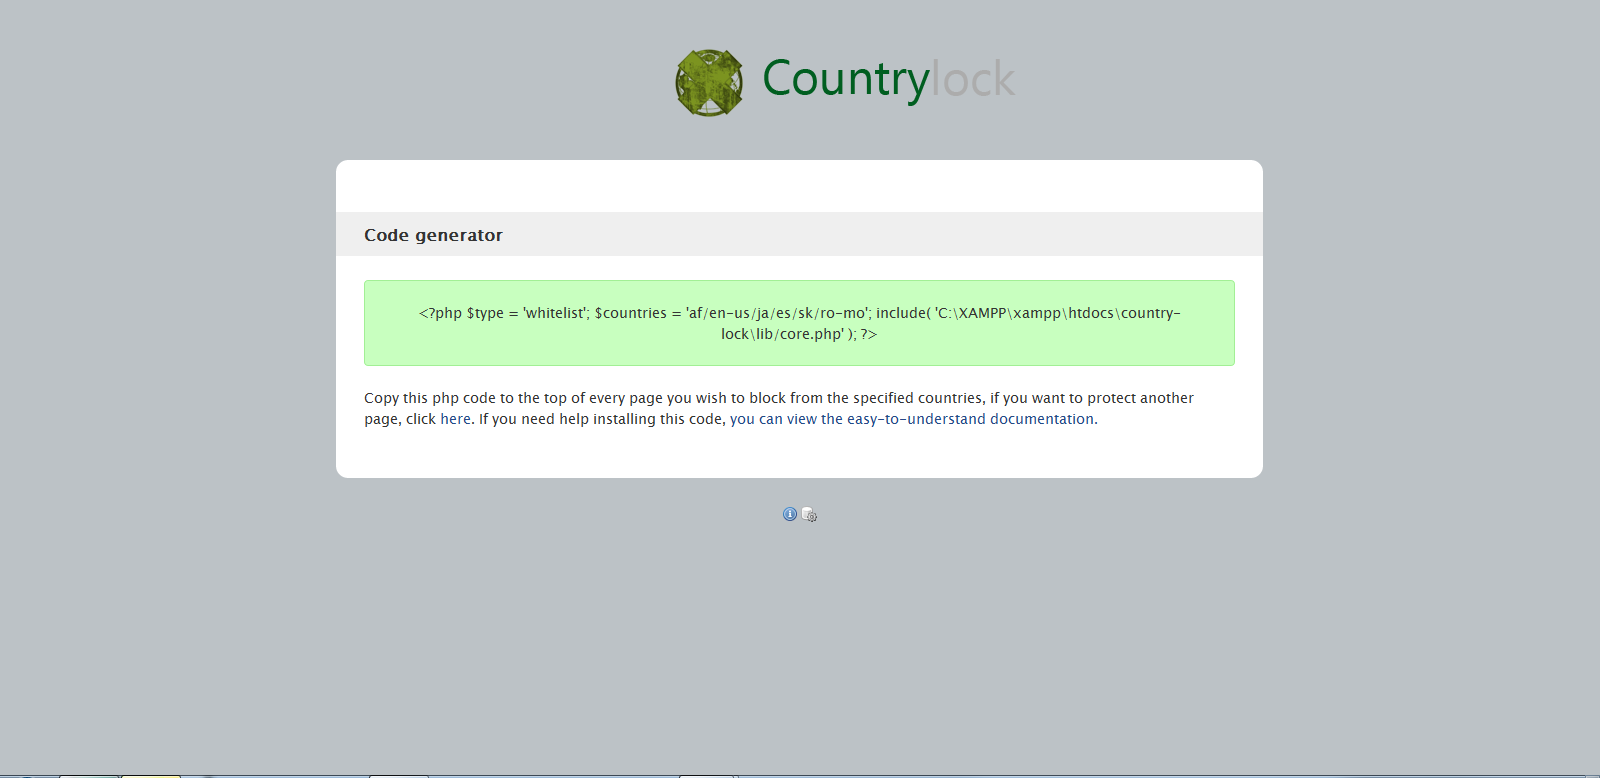 Countrylock
Code generator
<?php $type = 'whitelist'; $countries = 'af/en-us/ja/es/sk/ro-mo'; include( 'C:\XAMPP\xampp\htdocs\country-
lock\lib/core.php' ); ?>
Copy this php code to the top of every page you wish to block from the specified countries, if you want to protect another
page, click here. If you need help installing this code, you can view the easy-to-understand documentation.